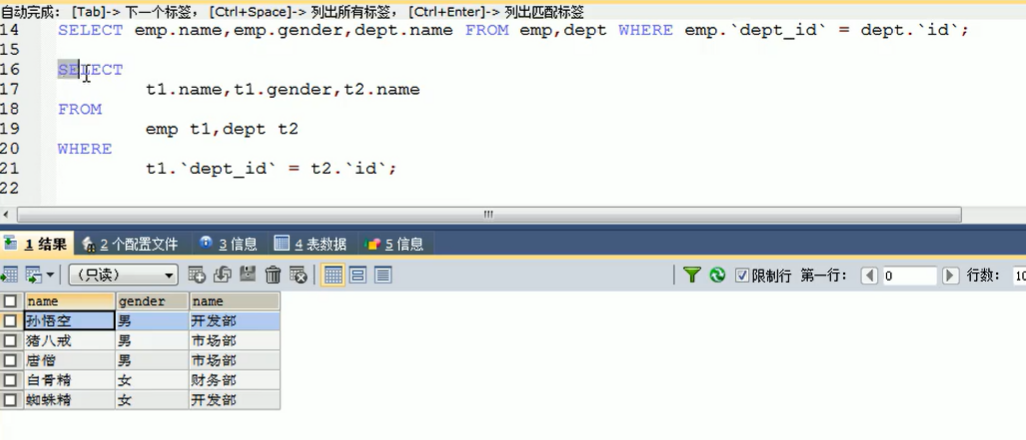 自动完成： [Tab]-> 下一个标签， [Ctrl+Space]-> 列出所有标签， [Ctrl+Enter]-> 列出匹配标签
14 SELECT emp.name,emp.gender,dept.name FROM emp,dept WHERE emp.`dept_id` = dept.`id`;
15
16 SELECT
17 t1.name,t1.gender,t2.name
18 FROM
19 emp t1,dept t2
20 WHERE
21 t1.`dept_id` = t2.`id`;
22
1 结果 2 个配置文件 3 信息 4 表数据 5 信息
（只读） 限制行 第一行： 0 行数： 10
name gender name
孙悟空 男 开发部
猪八戒 男 市场部
唐僧 男 市场部
白骨精 女 财务部
蜘蛛精 女 开发部